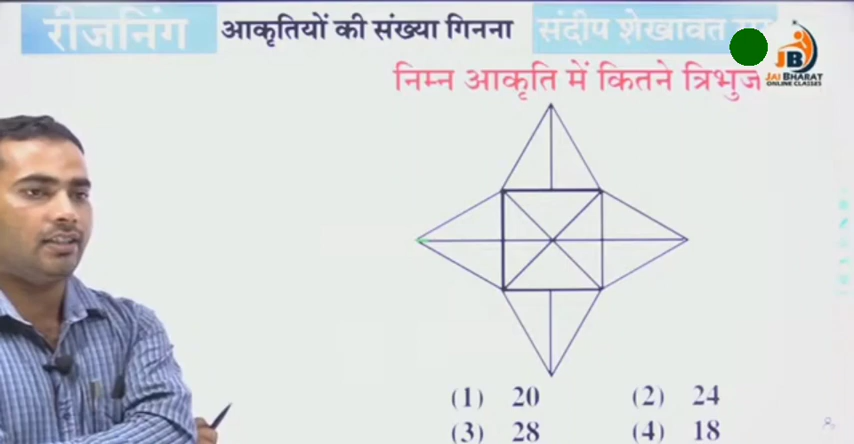 रीजनिंग
आकृतियों की संख्या गिनना
संदीप शेखावत
JB
JAI BHARAT
ONLINE CLASSES
निम्न आकृति में कितने त्रिभुज
(1) 20 (2) 24
(3) 28 (4) 18